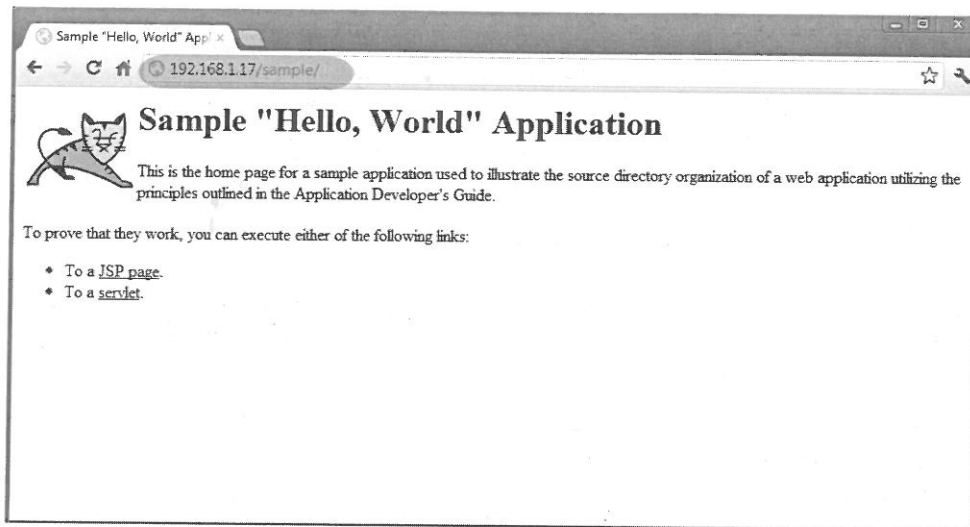 Sample "Hello, World" App
192.168.1.17/sample/
Sample "Hello, World" Application
This is the home page for a sample application used to illustrate the source directory organization of a web application utilizing the
principles outlined in the Application Developer's Guide.
To prove that they work, you can execute either of the following links:
• To a JSP page.
• To a servlet.